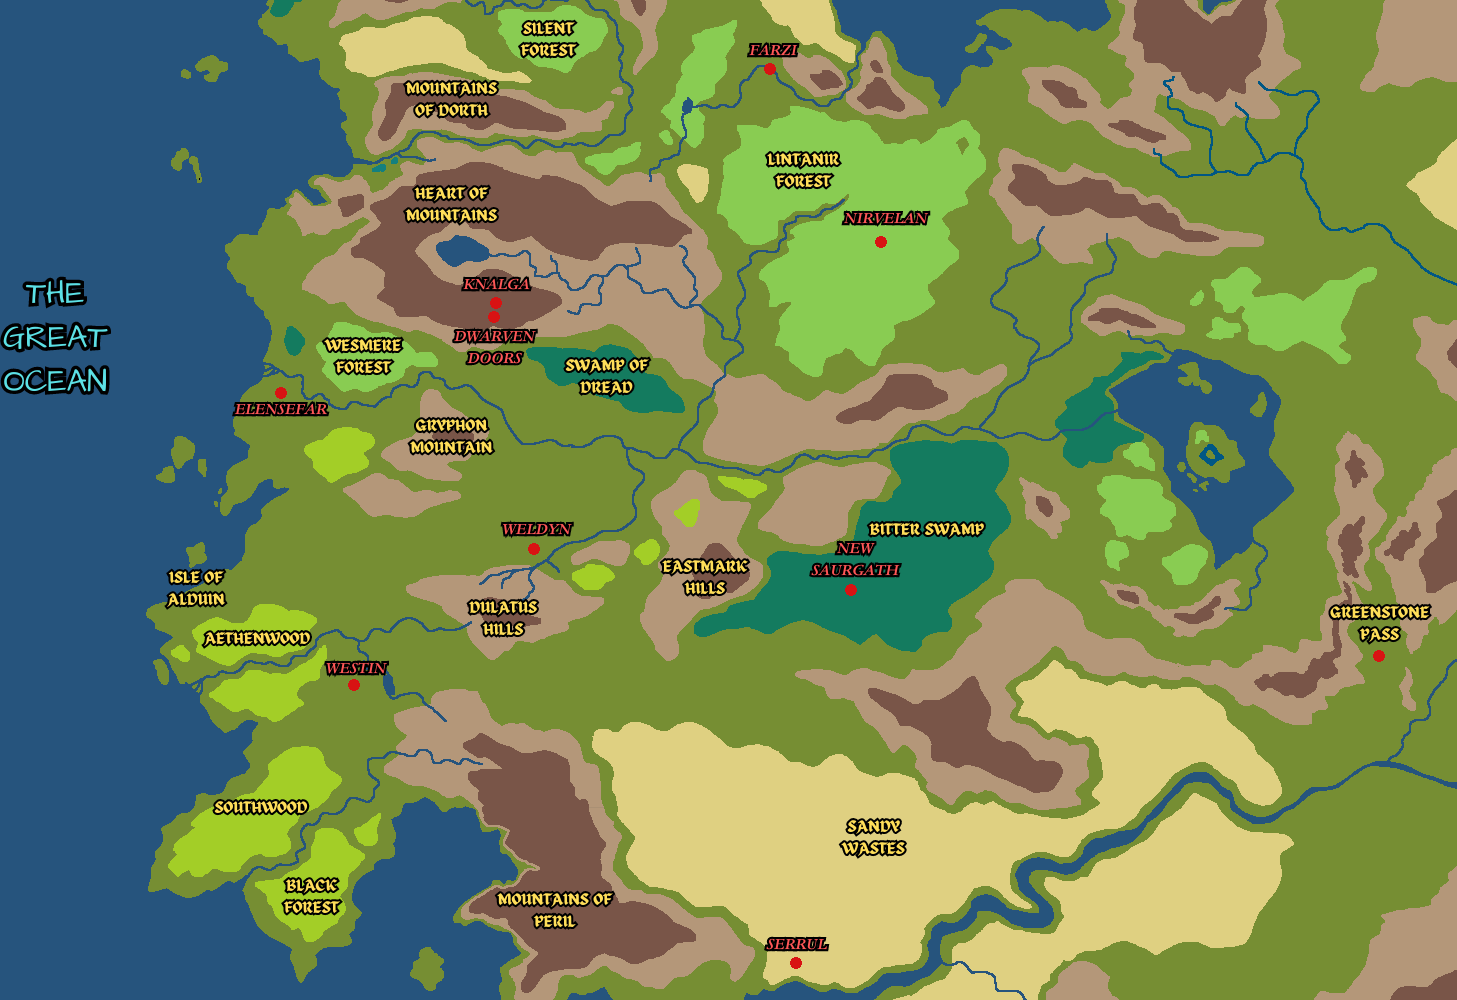 SILENT
FOREST
FARZI
MOUNTAINS
OF DORTH
LINTANIR
FOREST
HEART OF
MOUNTAINS
NIRVELAN
THE
GREAT
OCEAN
KNALGA
DWARVEN
DOORS
WESMERE
FOREST
SWAMP OF
DREAD
ELENSEFAR
GRYPHON
MOUNTAIN
WELDYN
BITTER SWAMP
NEW
SAURGATH
EASTMARK
HILLS
ISLE OF
ALDUIN
DULATUS
HILLS
GREENSTONE
PASS
AETHENWOOD
WESTIN
SOUTHWOOD
SANDY
WASTES
BLACK
FOREST
MOUNTAINS OF
PERIL
SERRUL